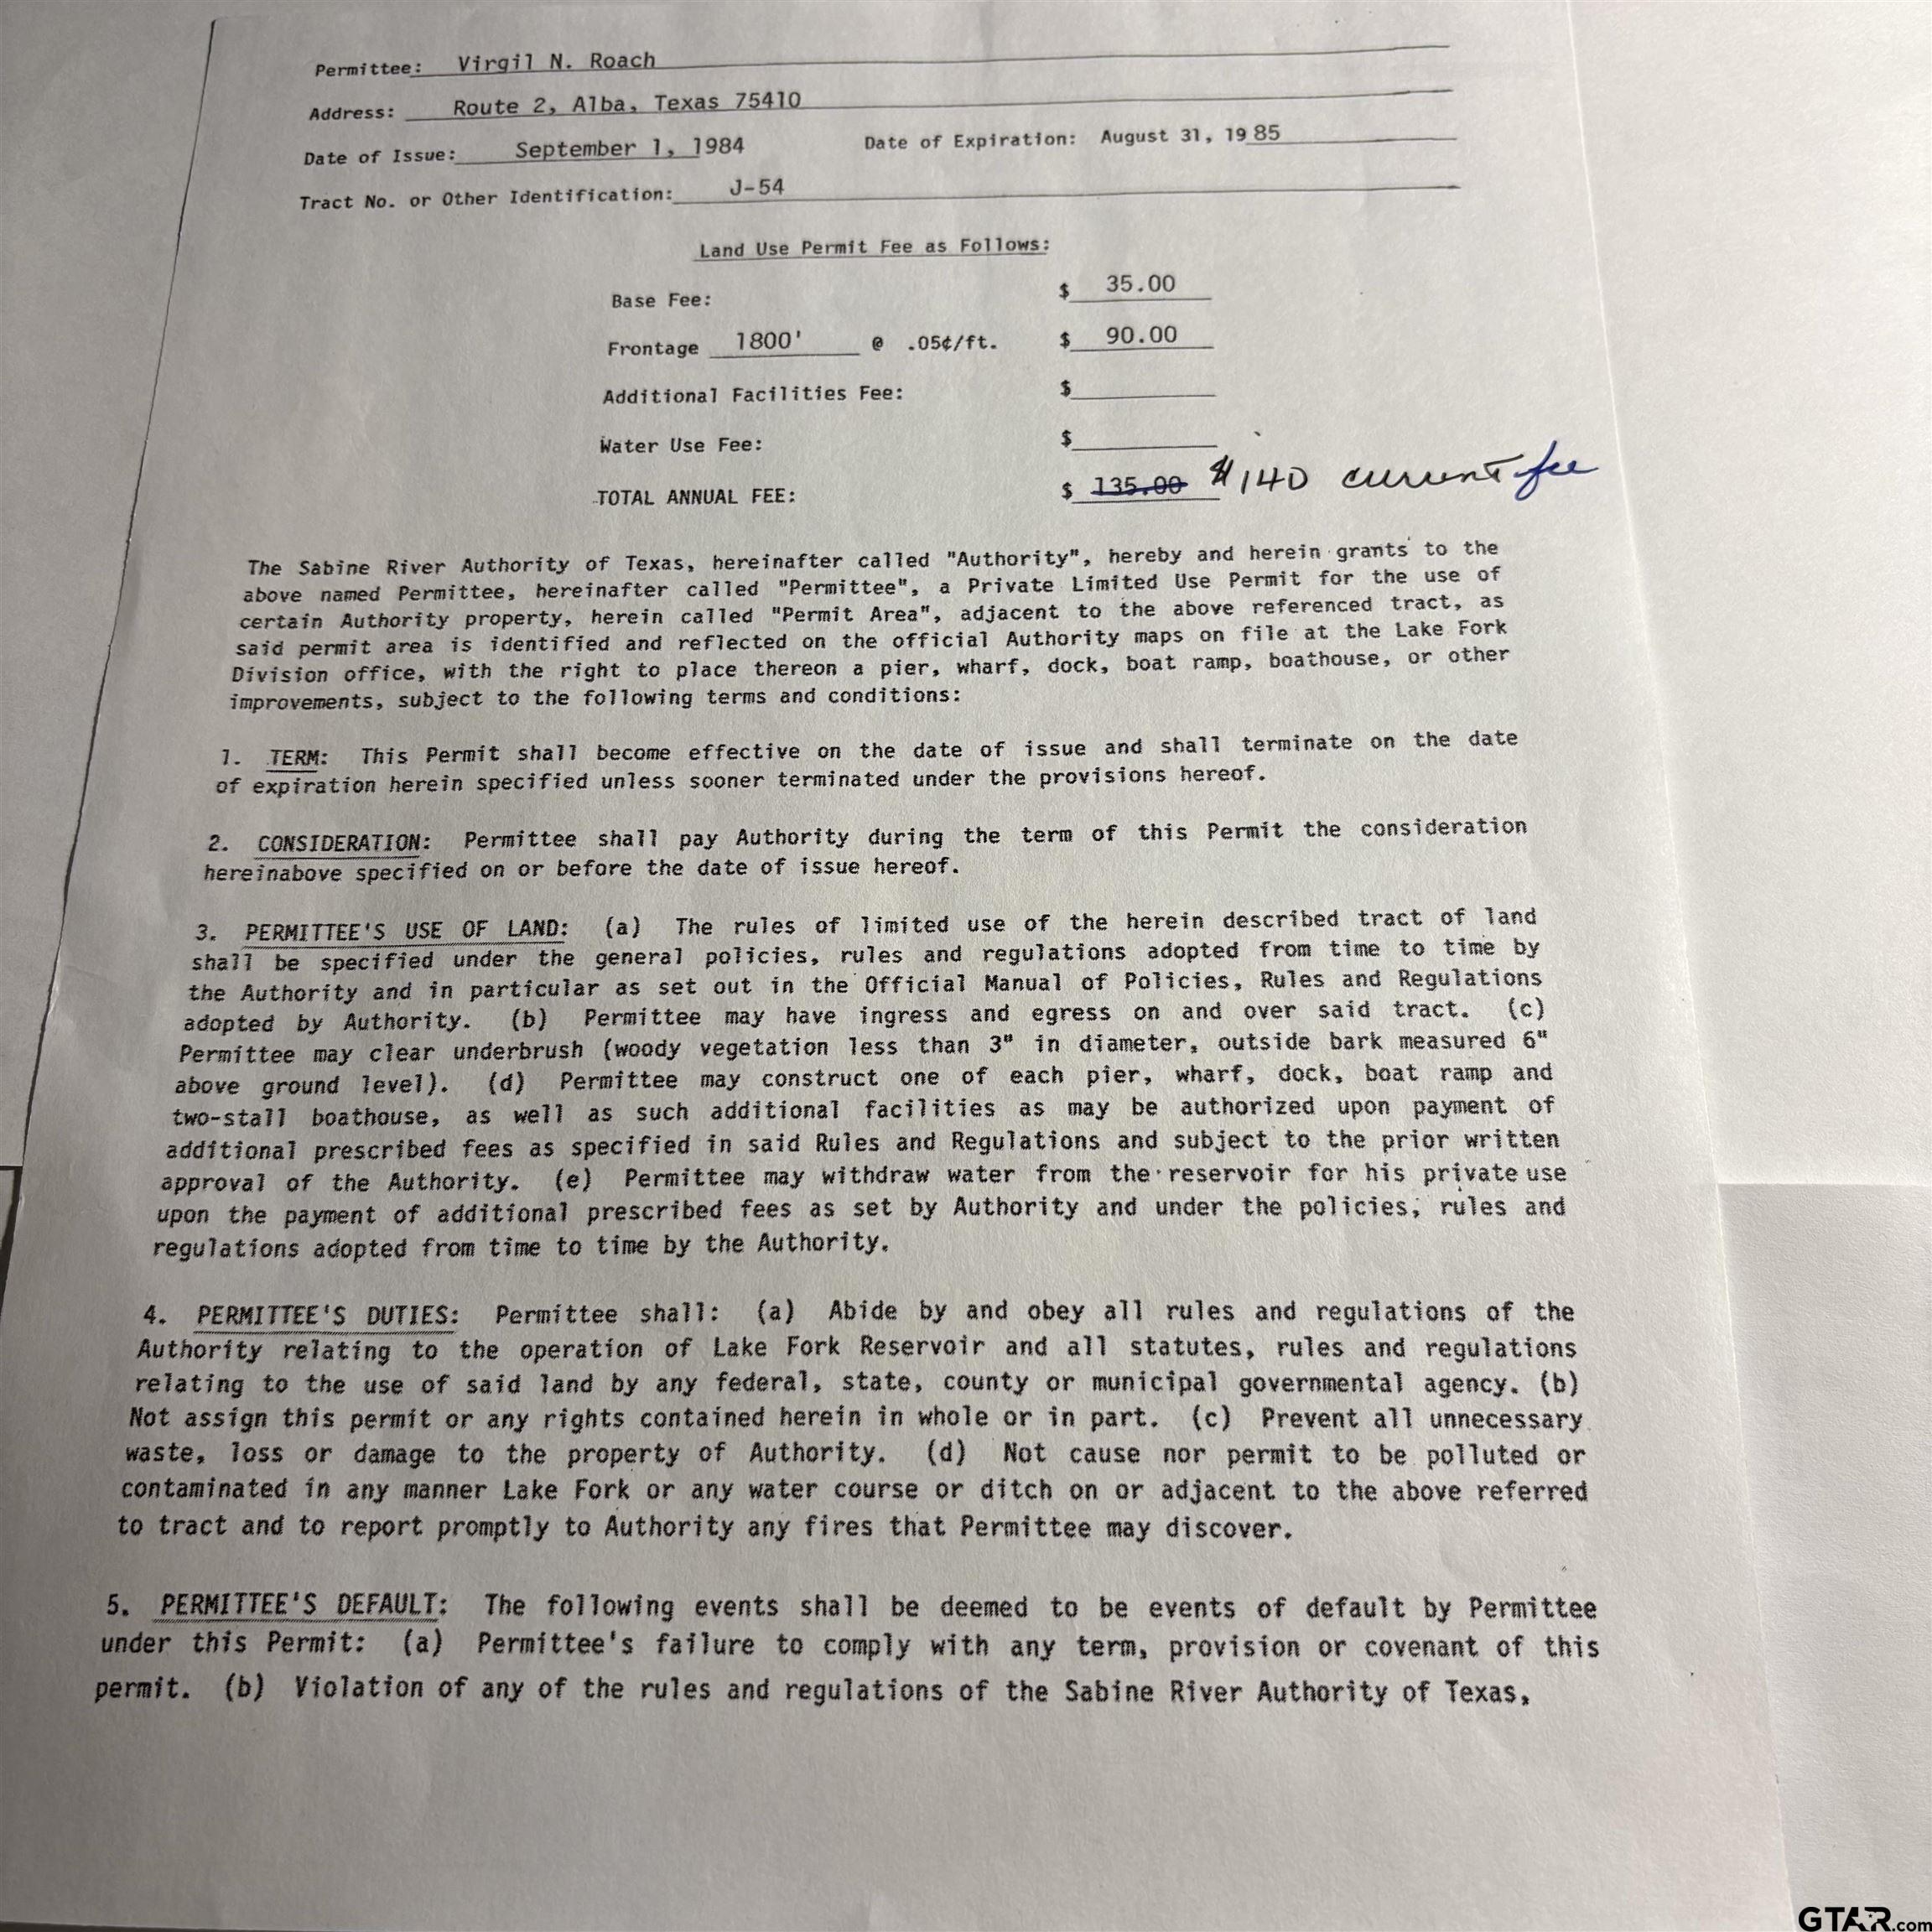 Permittee: Virgil N. Roach
Address: Route 2, Alba, Texas 75410
Date of Issue: September 1, 1984 Date of Expiration: August 31, 1985
Tract No. or Other Identification: J-54
Land Use Permit Fee as Follows:
Base Fee: $ 35.00
Frontage 1800' @ .05¢/ft. $ 90.00
Additional Facilities Fee: $
Water Use Fee: $
TOTAL ANNUAL FEE: $ 135.00 $140 current fee
The Sabine River Authority of Texas, hereinafter called "Authority", hereby and herein grants to the
above named Permittee, hereinafter called "Permittee", a Private Limited Use Permit for the use of
certain Authority property, herein called "Permit Area", adjacent to the above referenced tract, as
said permit area is identified and reflected on the official Authority maps on file at the Lake Fork
Division office, with the right to place thereon a pier, wharf, dock, boat ramp, boathouse, or other
improvements, subject to the following terms and conditions:
1. TERM: This Permit shall become effective on the date of issue and shall terminate on the date
of expiration herein specified unless sooner terminated under the provisions hereof.
2. CONSIDERATION: Permittee shall pay Authority during the term of this Permit the consideration
hereinabove specified on or before the date of issue hereof.
3. PERMITTEE'S USE OF LAND: (a) The rules of limited use of the herein described tract of land
shall be specified under the general policies, rules and regulations adopted from time to time by
the Authority and in particular as set out in the Official Manual of Policies, Rules and Regulations
adopted by Authority. (b) Permittee may have ingress and egress on and over said tract. (c)
Permittee may clear underbrush (woody vegetation less than 3" in diameter, outside bark measured 6"
above ground level). (d) Permittee may construct one of each pier, wharf, dock, boat ramp and
two-stall boathouse, as well as such additional facilities as may be authorized upon payment of
additional prescribed fees as specified in said Rules and Regulations and subject to the prior written
approval of the Authority. (e) Permittee may withdraw water from the reservoir for his private use
upon the payment of additional prescribed fees as set by Authority and under the policies, rules and
regulations adopted from time to time by the Authority.
4. PERMITTEE'S DUTIES: Permittee shall: (a) Abide by and obey all rules and regulations of the
Authority relating to the operation of Lake Fork Reservoir and all statutes, rules and regulations
relating to the use of said land by any federal, state, county or municipal governmental agency. (b)
Not assign this permit or any rights contained herein in whole or in part. (c) Prevent all unnecessary
waste, loss or damage to the property of Authority. (d) Not cause nor permit to be polluted or
contaminated in any manner Lake Fork or any water course or ditch on or adjacent to the above referred
to tract and to report promptly to Authority any fires that Permittee may discover.
5. PERMITTEE'S DEFAULT: The following events shall be deemed to be events of default by Permittee
under this Permit: (a) Permittee's failure to comply with any term, provision or covenant of this
permit. (b) Violation of any of the rules and regulations of the Sabine River Authority of Texas,
GTAR.com